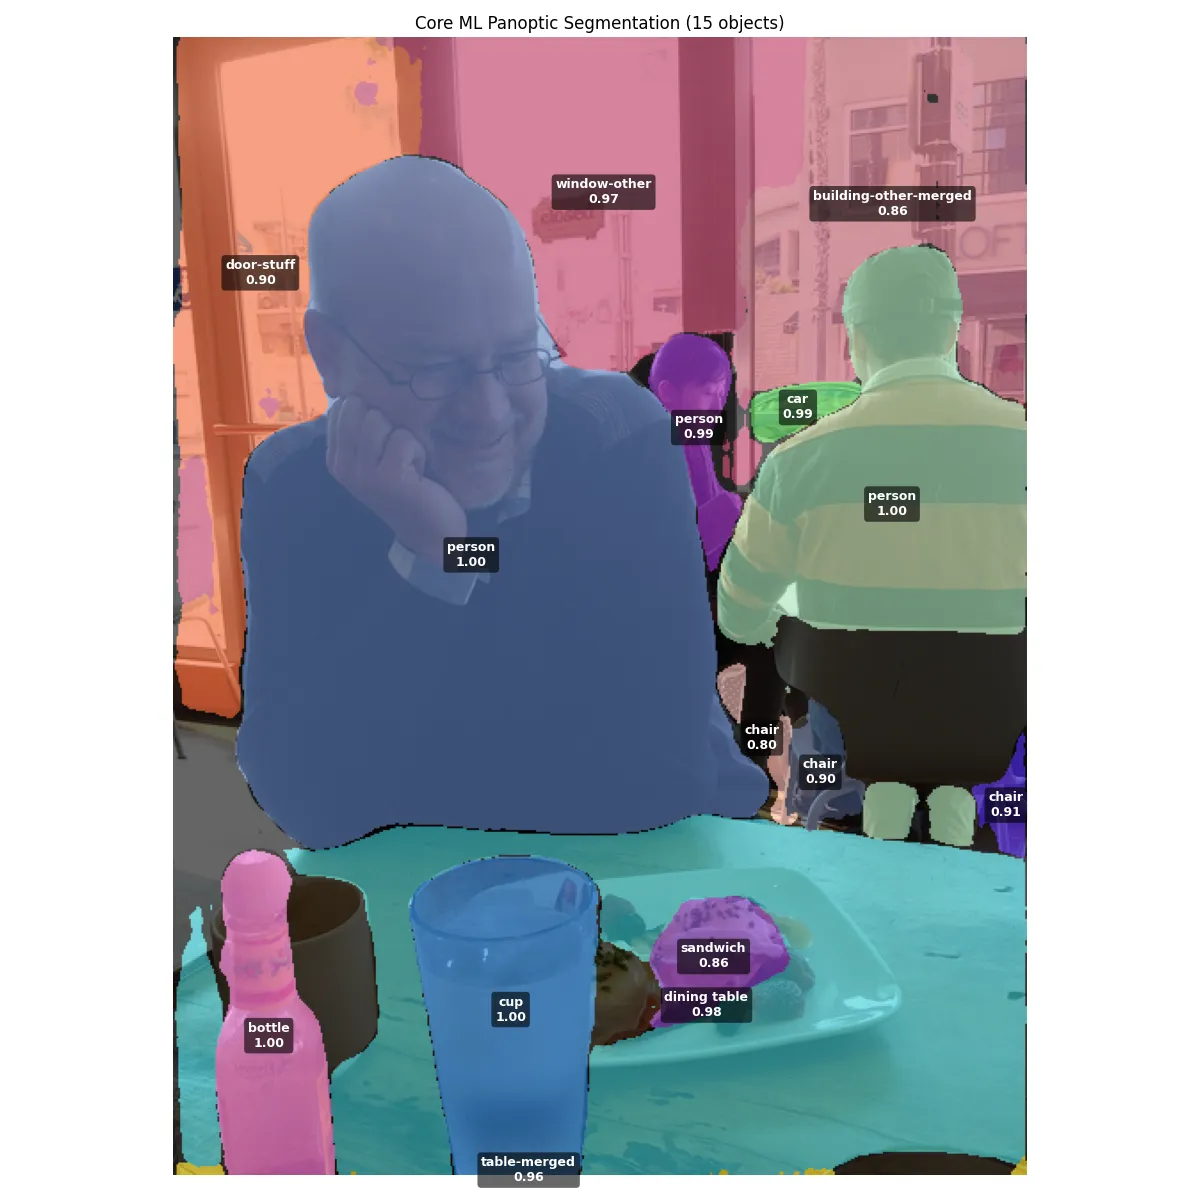 Core ML Panoptic Segmentation (15 objects)
window-other
0.97
building-other-merged
0.86
closed
OF
door-stuff
0.90
car
0.99
person
0.99
person
1.00
person
1.00
chair
0.80
chair
0.90
chair
0.91
sandwich
0.86
dining table
0.98
cup
1.00
bottle
1.00
table-merged
0.96